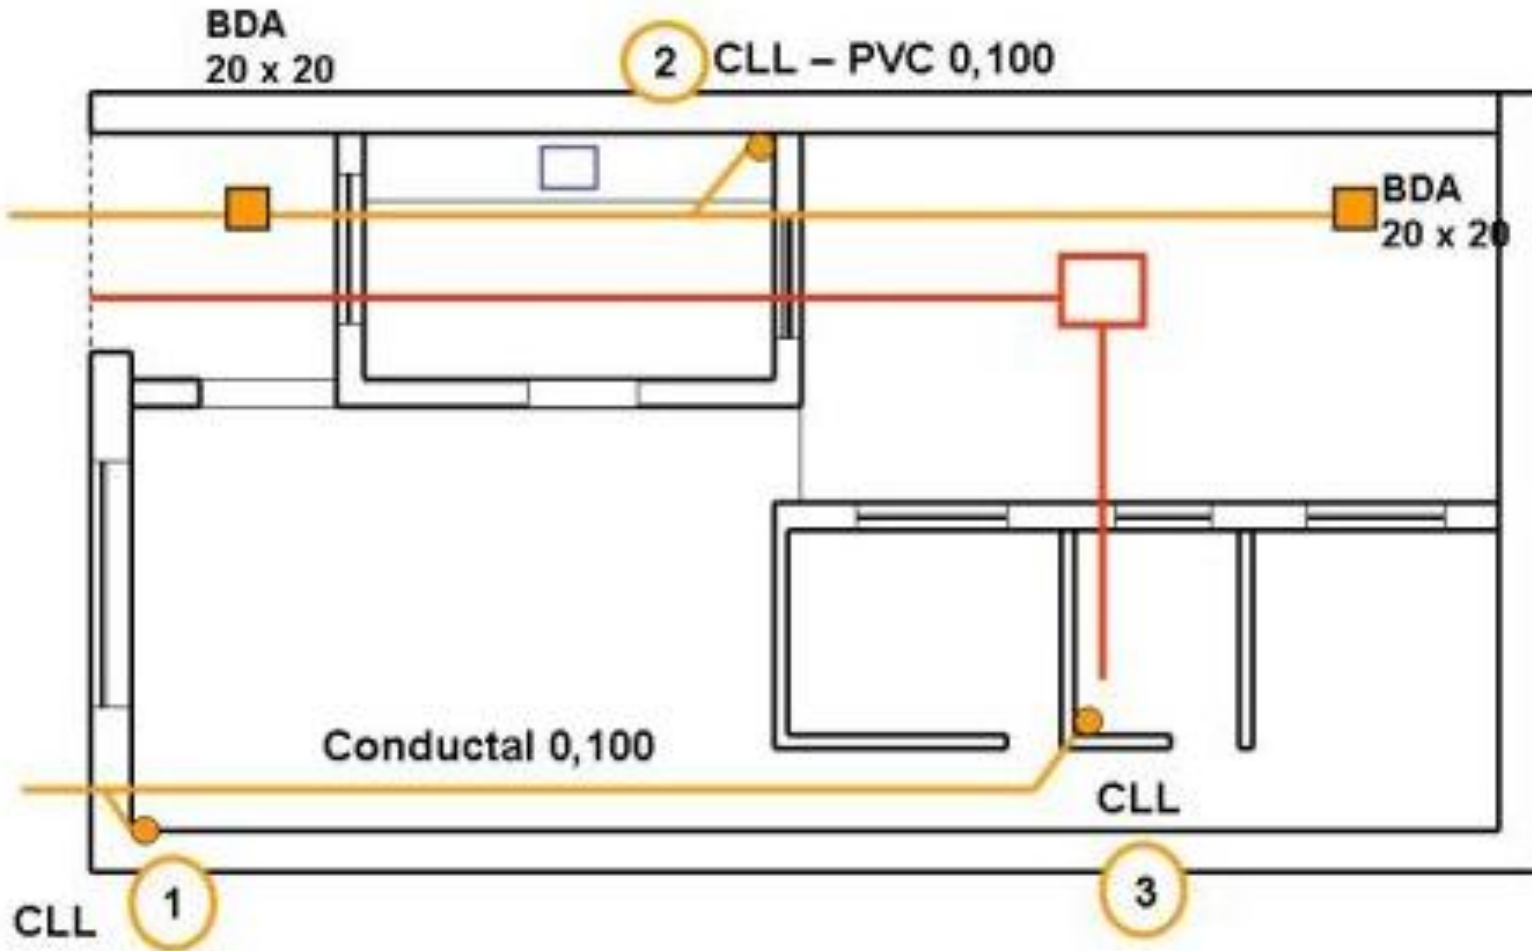 BDA
20 x 20
2
CLL – PVC 0,100
BDA
20 x 20
Conductal 0,100
CLL
1
3
CLL